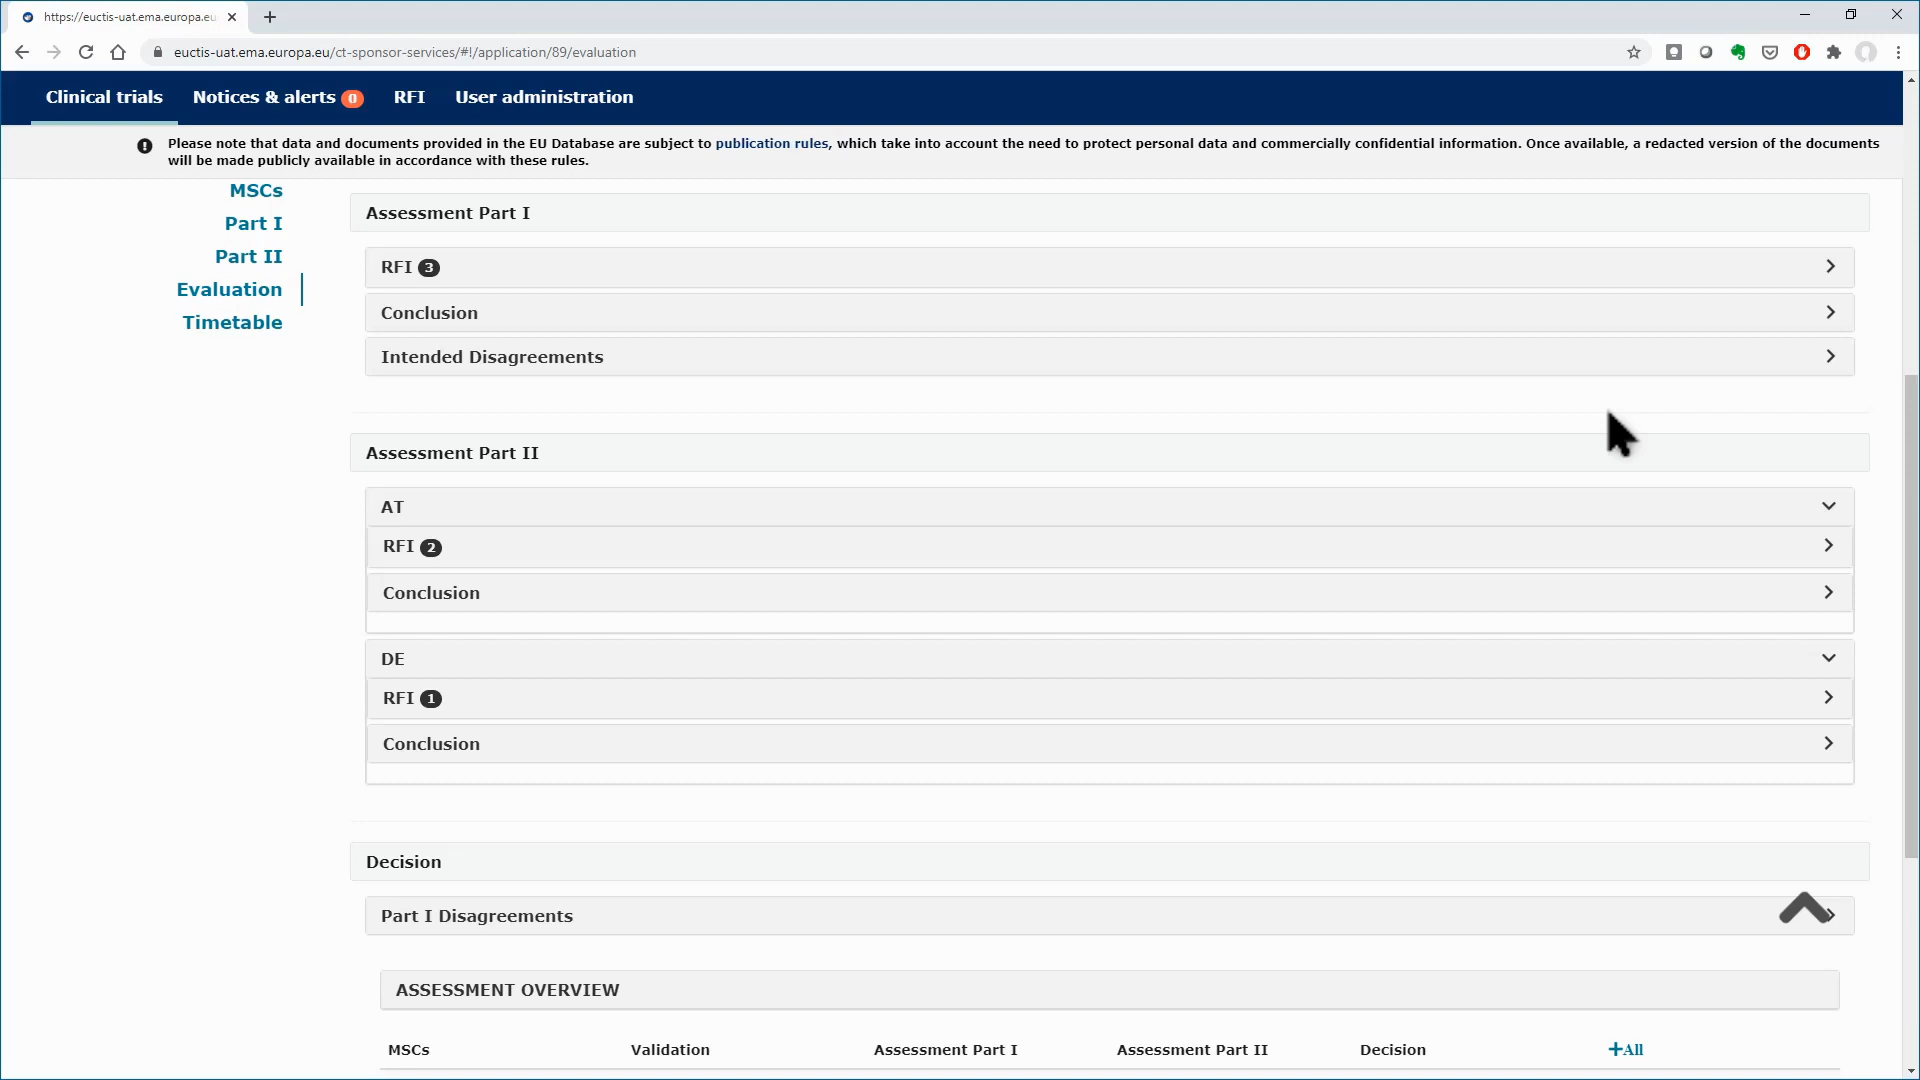 https://euctis-uat.ema.europa.eu
euctis-uat.ema.europa.eu/ct-sponsor-services/#!/application/89/evaluation
Clinical trials Notices & alerts 0 RFI User administration
Please note that data and documents provided in the EU Database are subject to publication rules, which take into account the need to protect personal data and commercially confidential information. Once available, a redacted version of the documents
will be made publicly available in accordance with these rules.
MSCs
Part I
Part II
Evaluation
Timetable
Assessment Part I
RFI 3
Conclusion
Intended Disagreements
Assessment Part II
AT
RFI 2
Conclusion
DE
RFI 1
Conclusion
Decision
Part I Disagreements
ASSESSMENT OVERVIEW
MSCs Validation Assessment Part I Assessment Part II Decision +All